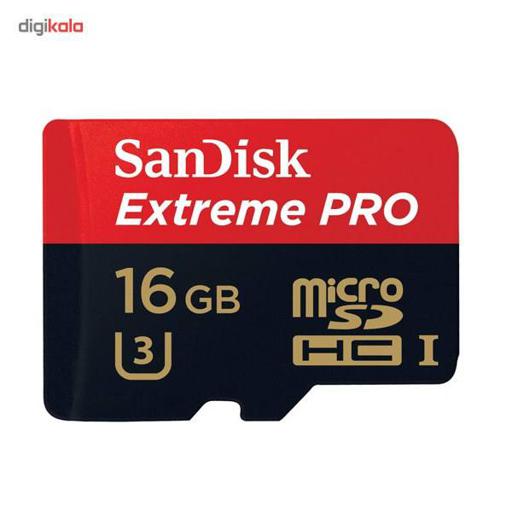 digikala
SanDisk
Extreme PRO
16 GB
micro
SD
HC I
3